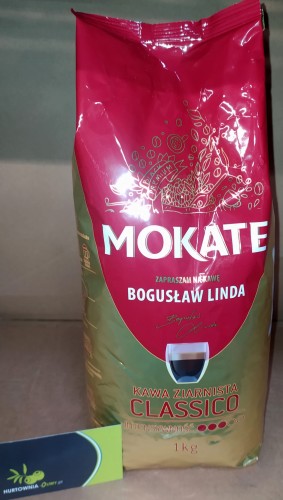 MOKATE
ZAPRASZAM NA KAWĘ
BOGUSŁAW LINDA
KAWA ZIARNISTA
CLASSICO
1kg
HURTOWNIA